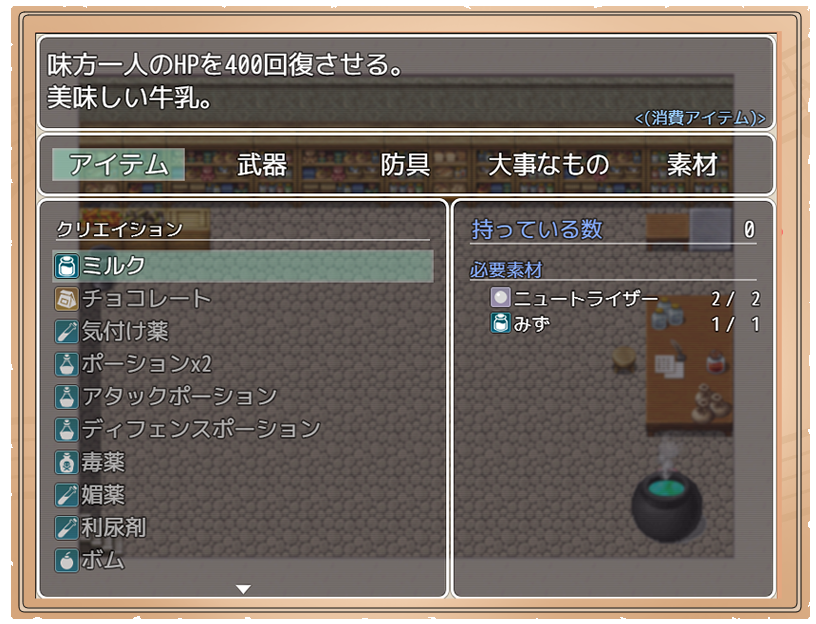 味方一人のHPを400回復させる。
美味しい牛乳。
<(消費アイテム)>
アイテム 武器 防具 大事なもの 素材
クリエイション
ミルク
チョコレート
気付け薬
ポーションx2
アタックポーション
ディフェンスポーション
毒薬
媚薬
利尿剤
ボム
持っている数 0
必要素材
ニュートライザー 2/ 2
みず 1/ 1